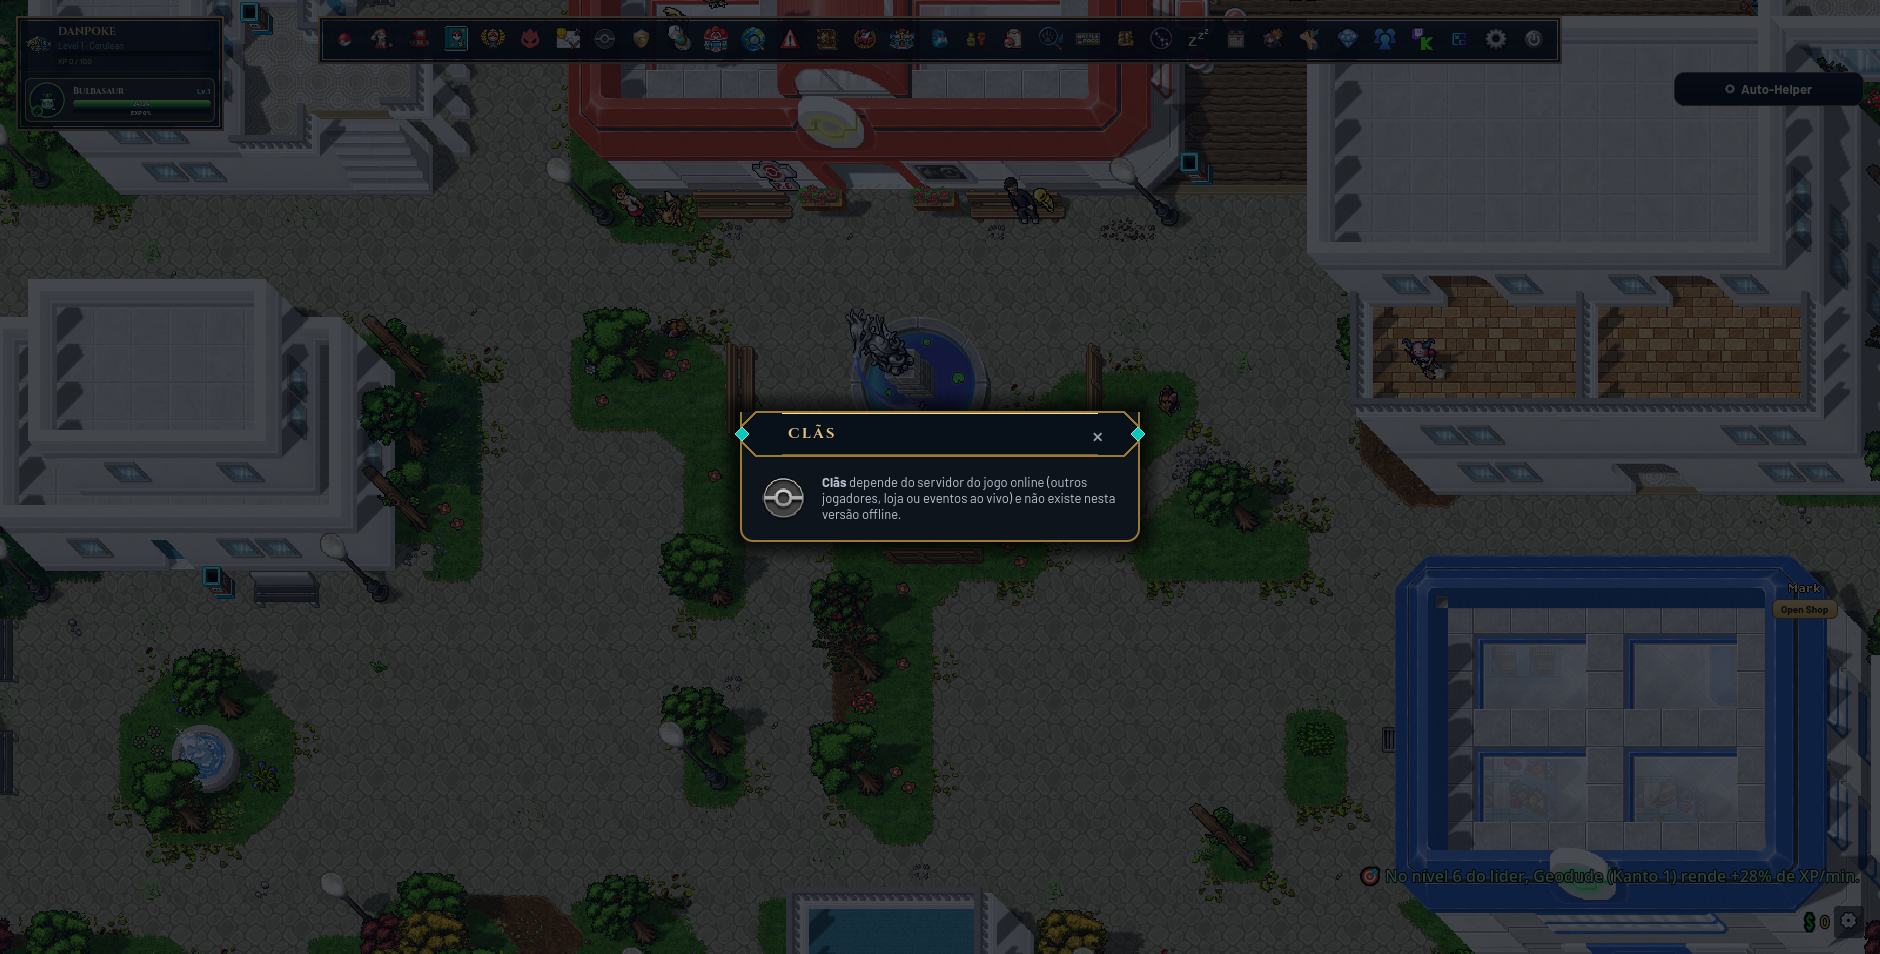 DANPOKE
Level 1 · Cerulean
XP 0 / 100
BULBASAUR
Lv.1
24/24
EXP 0%
Auto-Helper
CLÃS
Clãs depende do servidor do jogo online (outros
jogadores, loja ou eventos ao vivo) e não existe nesta
versão offline.
Mark
Open Shop
No nível 6 do líder, Geodude (Kanto 1) rende +28% de XP/min.
$ 0